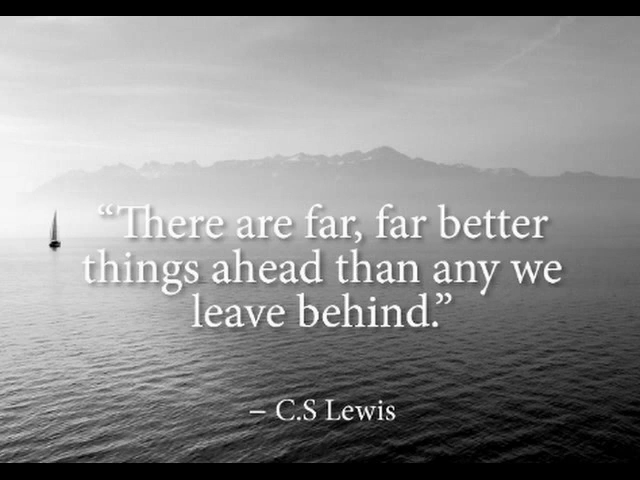 “There are far, far better
things ahead than any we
leave behind.”
– C.S Lewis